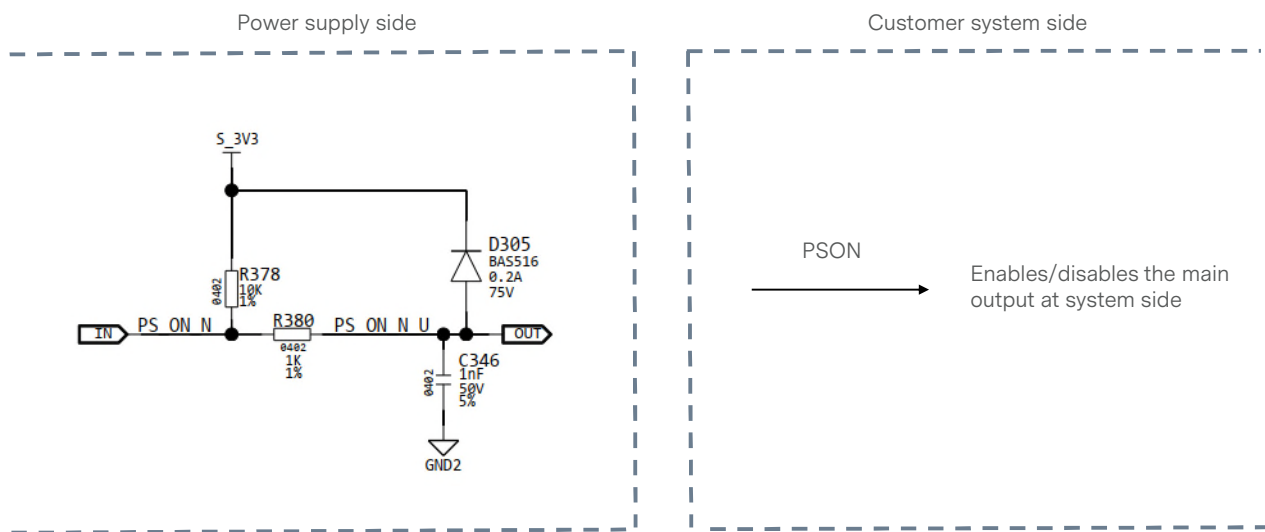 Power supply side
Customer system side
S_3V3
D305
BAS516
0.2A
75V
R378
10K
1%
0402
IN
PS_ON_N
R380
0402
1K
1%
PS_ON_N_U
OUT
C346
1nF
50V
5%
0402
GND2
PSON
Enables/disables the main
output at system side